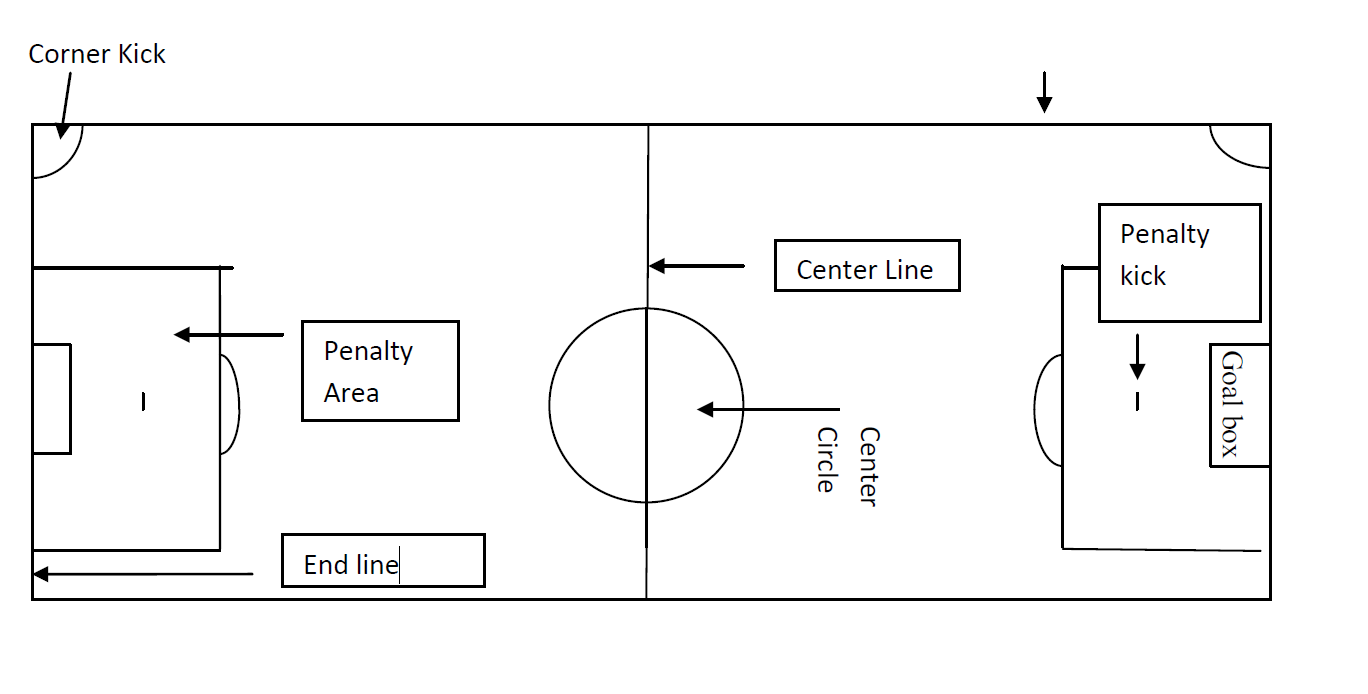 Corner Kick
Penalty
kick
Center Line
Penalty
Area
Goal box
Center
Circle
End line